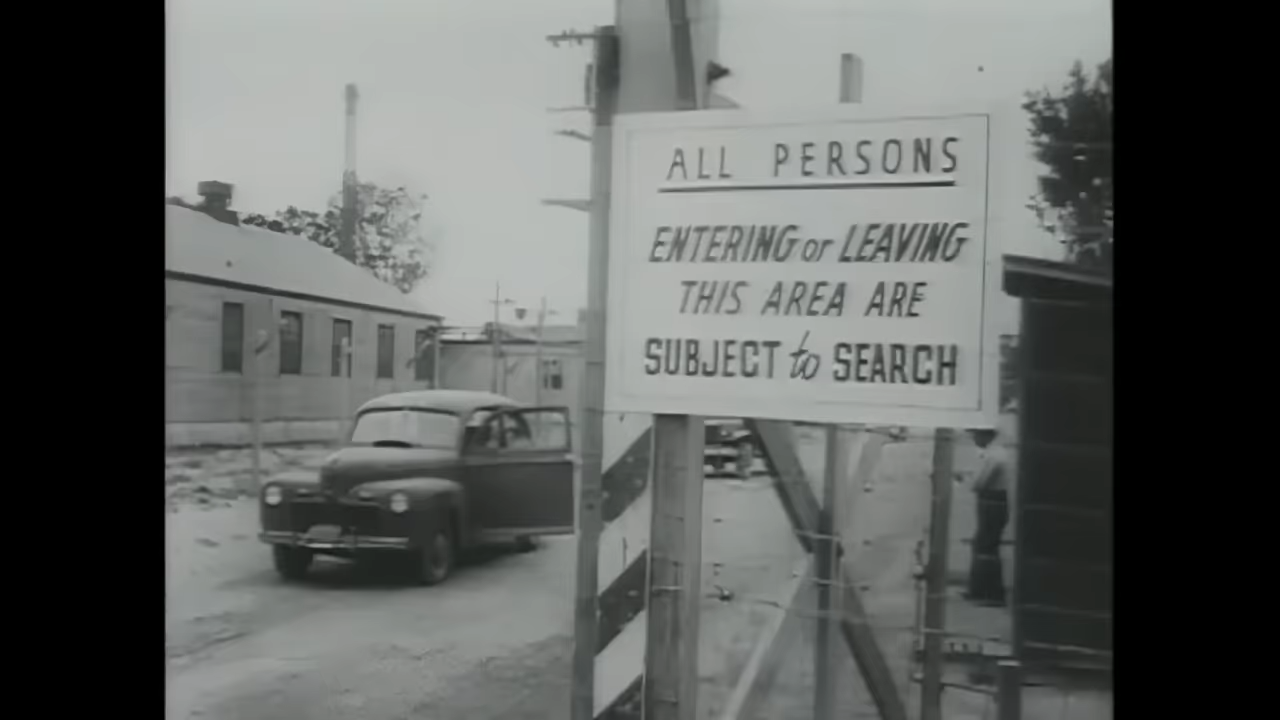 ALL PERSONS
ENTERING or LEAVING
THIS AREA ARE
SUBJECT to SEARCH